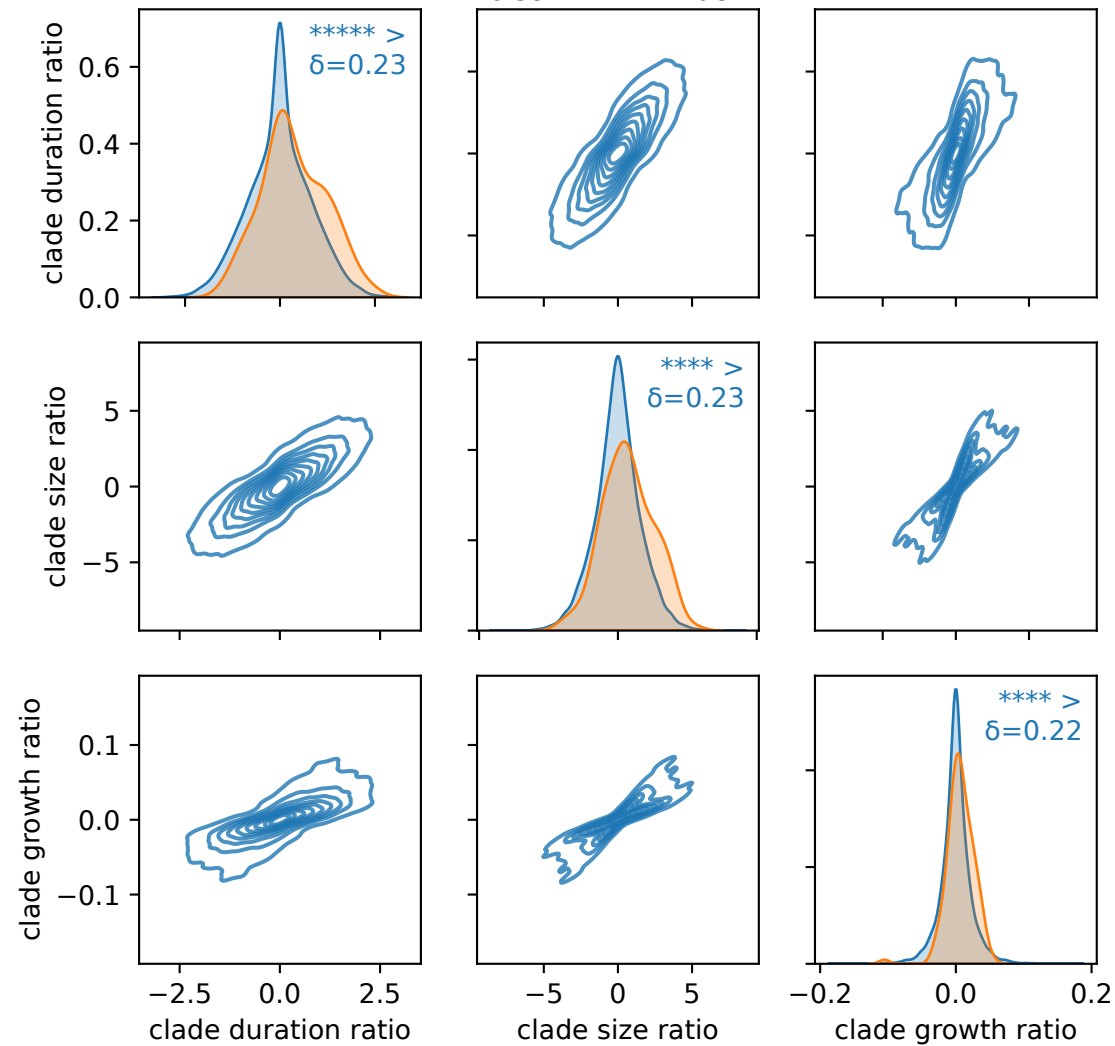 ***** >
δ=0.23
clade duration ratio
0.6
0.4
0.2
0.0
**** >
δ=0.23
clade size ratio
5
0
−5
**** >
δ=0.22
clade growth ratio
0.1
0.0
−0.1
−2.5 0.0 2.5
−5 0 5
−0.2 0.0 0.2
clade duration ratio
clade size ratio
clade growth ratio